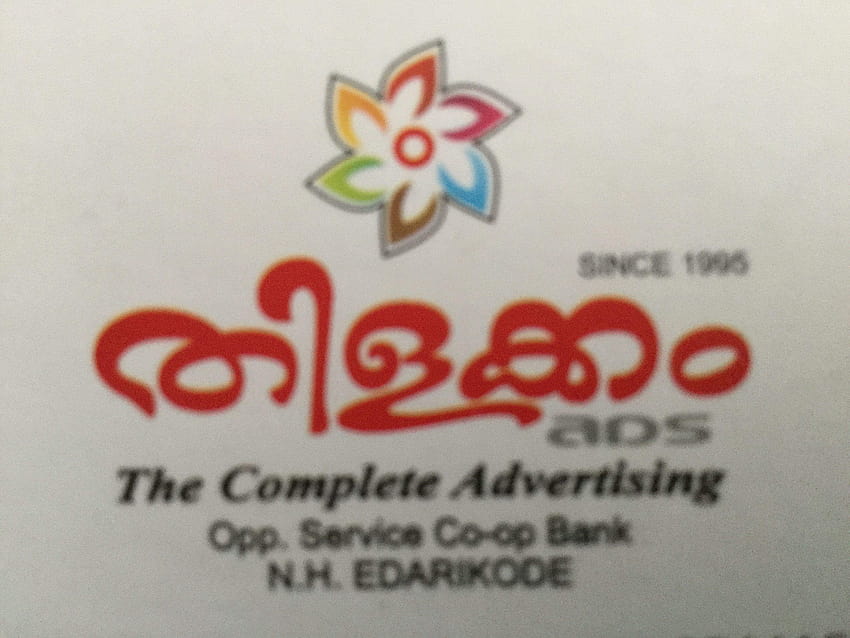 SINCE 1995
തിളക്കം
aDS
The Complete Advertising
Opp. Service Co-op Bank
N.H. EDARIKODE